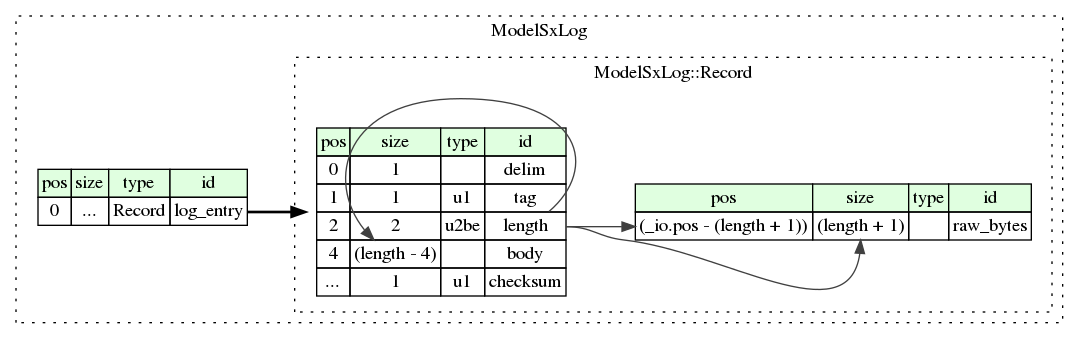 ModelSxLog
ModelSxLog::Record
pos size type id
0 ... Record log_entry
pos size type id
0 1 delim
1 1 u1 tag
2 2 u2be length
4 (length - 4) body
... 1 u1 checksum
pos size type id
(_io.pos - (length + 1)) (length + 1) raw_bytes